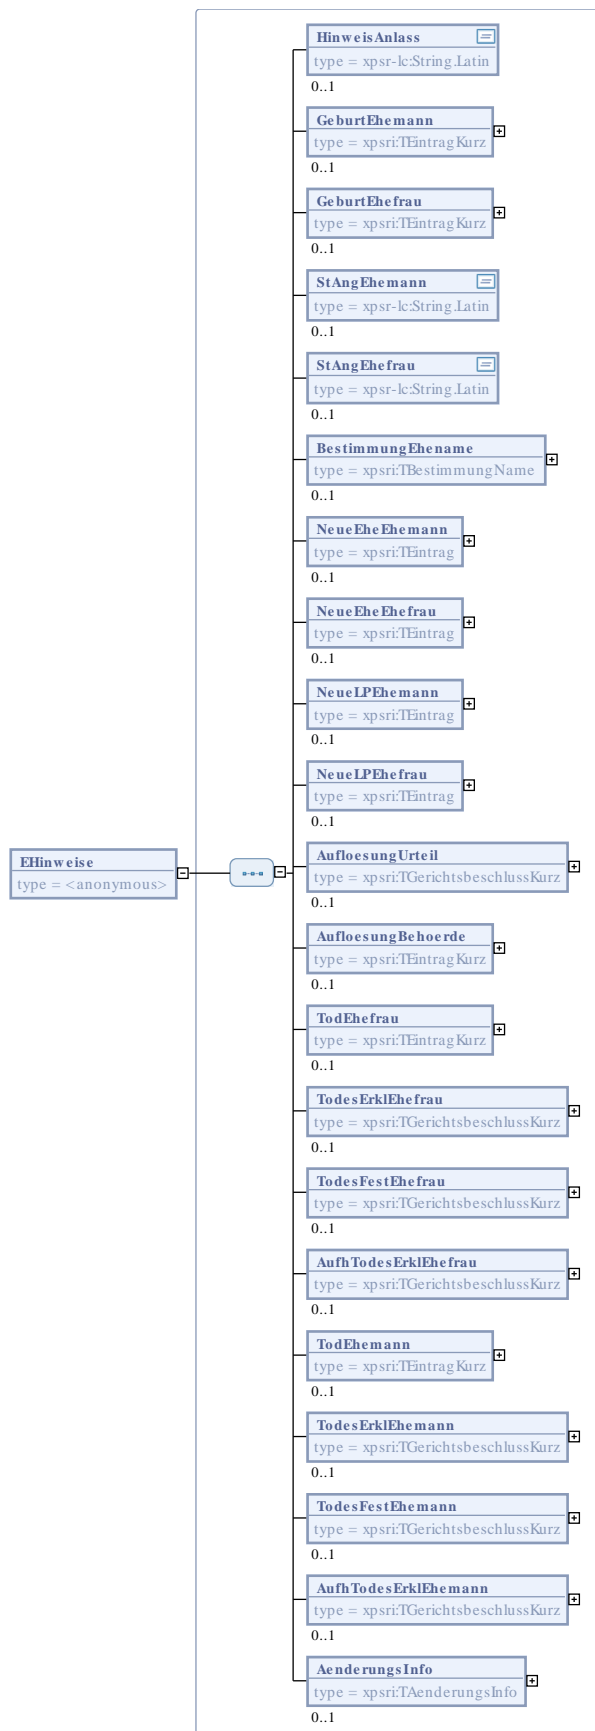 HinweisAnlass
type = xpsr-lc:String.Latin
0..1
GeburtEhemann
type = xpsri:TEintragKurz
0..1
GeburtEhefrau
type = xpsri:TEintragKurz
0..1
StAngEhemann
type = xpsr-lc:String.Latin
0..1
StAngEhefrau
type = xpsr-lc:String.Latin
0..1
BestimmungEhename
type = xpsri:TBestimmungName
0..1
NeueEheEhemann
type = xpsri:TEintrag
0..1
NeueEheEhefrau
type = xpsri:TEintrag
0..1
NeueLPEhemann
type = xpsri:TEintrag
0..1
NeueLPEhefrau
type = xpsri:TEintrag
0..1
EHinweise
type = <anonymous>
AufloesungUrteil
type = xpsri:TGerichtsbeschlussKurz
0..1
AufloesungBehoerde
type = xpsri:TEintragKurz
0..1
TodEhefrau
type = xpsri:TEintragKurz
0..1
TodesErklEhefrau
type = xpsri:TGerichtsbeschlussKurz
0..1
TodesFestEhefrau
type = xpsri:TGerichtsbeschlussKurz
0..1
AufhTodesErklEhefrau
type = xpsri:TGerichtsbeschlussKurz
0..1
TodEhemann
type = xpsri:TEintragKurz
0..1
TodesErklEhemann
type = xpsri:TGerichtsbeschlussKurz
0..1
TodesFestEhemann
type = xpsri:TGerichtsbeschlussKurz
0..1
AufhTodesErklEhemann
type = xpsri:TGerichtsbeschlussKurz
0..1
AenderungsInfo
type = xpsri:TAenderungsInfo
0..1